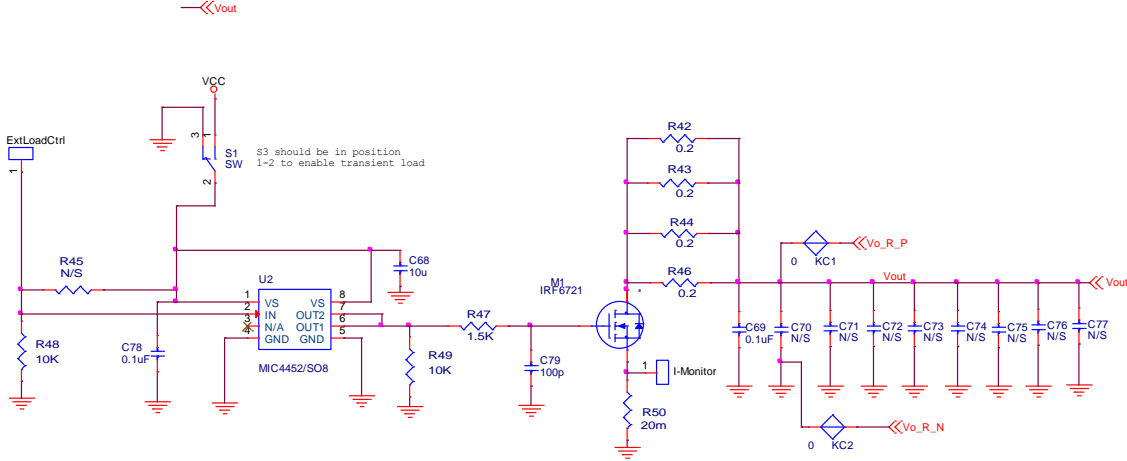 Vout
VCC
ExtLoadCtrl
1
3
1
S1
SW
2
S3 should be in position
1-2 to enable transient load
R42
0.2
R43
0.2
R44
0.2
R46
0.2
R45
N/S
C68
10u
U2
1
2
3
4
VS
IN
N/A
GND
VS
OUT2
OUT1
GND
8
7
6
5
MIC4452/SO8
R48
10K
C78
0.1uF
R47
1.5K
R49
10K
C79
100p
M1
IRF6721
1
I-Monitor
R50
20m
0
KC1
Vo_R_P
Vout
Vout
C69
0.1uF
C70
N/S
C71
N/S
C72
N/S
C73
N/S
C74
N/S
C75
N/S
C76
N/S
C77
N/S
0
KC2
Vo_R_N